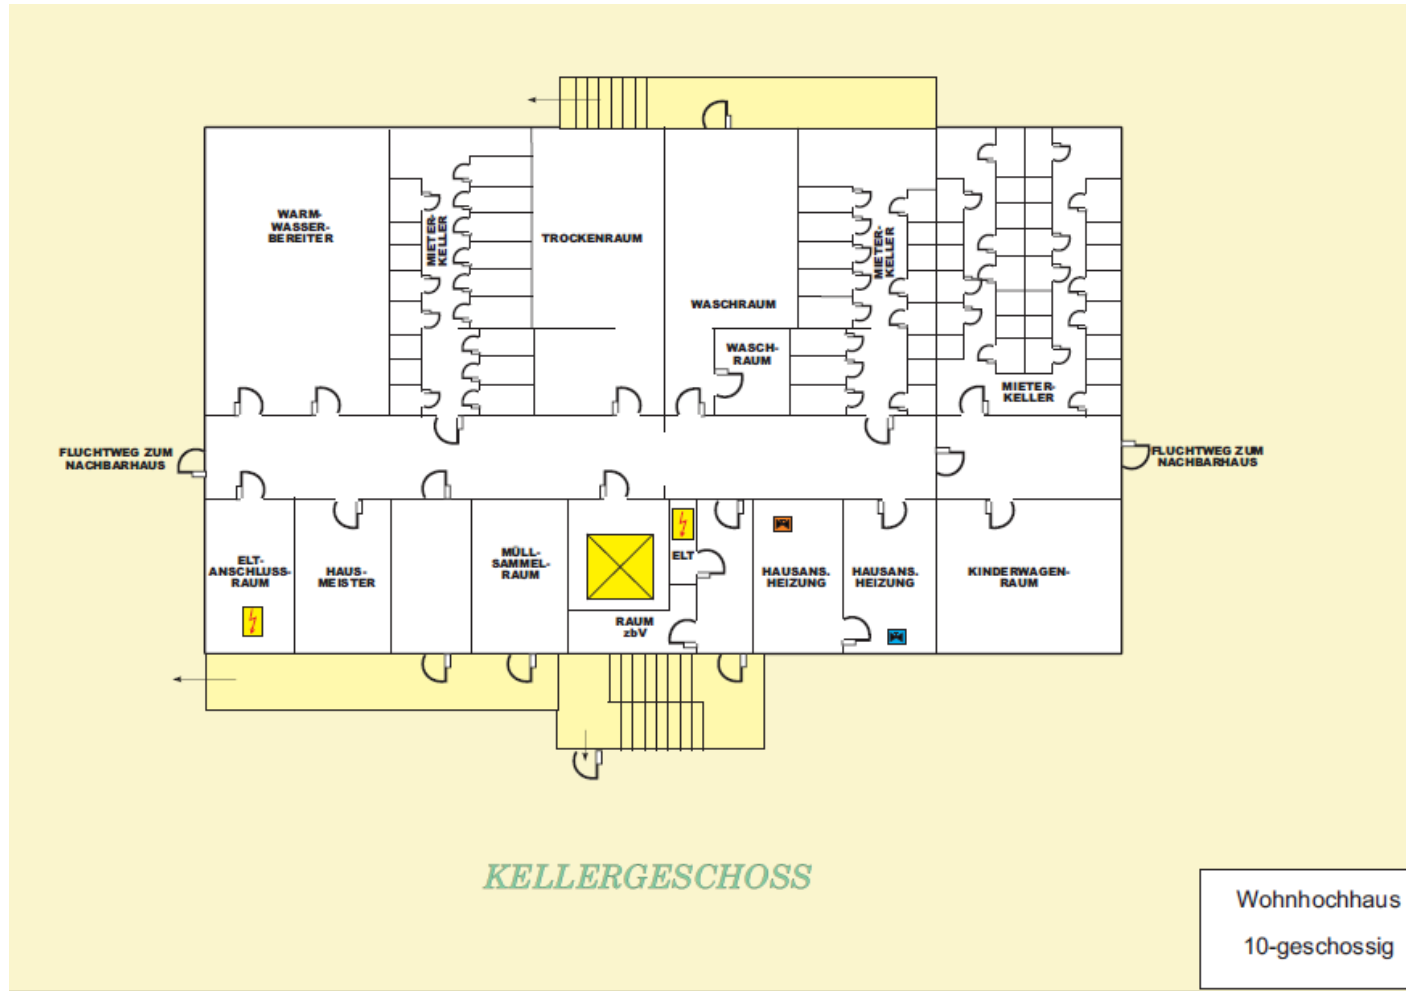 WARM-
WASSER-
BEREITER
MIETER-
KELLER
TROCKENRAUM
WASCHRAUM
WASCH-
RAUM
MIETER-
KELLER
MIETER-
KELLER
FLUCHTWEG ZUM
NACHBARHAUS
FLUCHTWEG ZUM
NACHBARHAUS
ELT-
ANSCHLUSS-
RAUM
HAUS-
MEISTER
MÜLL-
SAMMEL-
RAUM
ELT
RAUM
zbV
HAUSANS.
HEIZUNG
HAUSANS.
HEIZUNG
KINDERWAGEN-
RAUM
KELLERGESCHOSS
Wohnhochhaus
10-geschossig